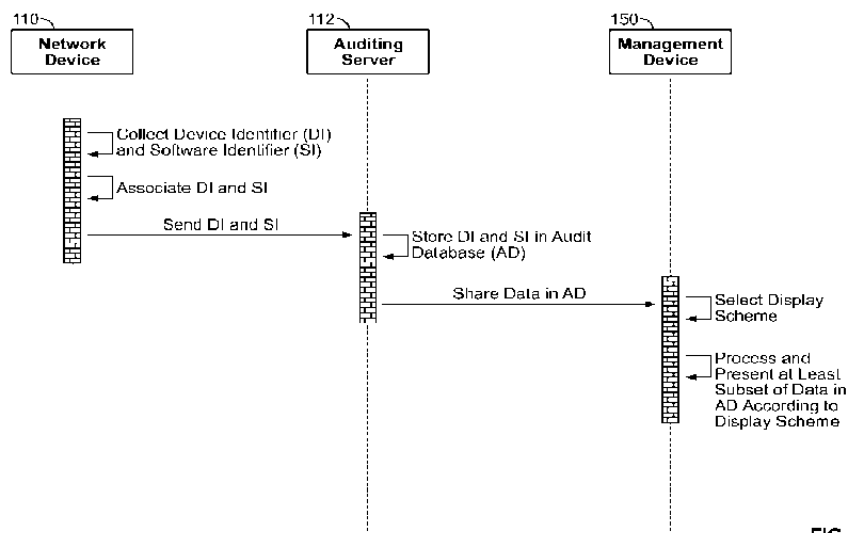 110
Network
Device
112
Auditing
Server
150
Management
Device
Collect Device Identifier (DI)
and Software Identifier (SI)
Associate DI and SI
Send DI and SI
Store DI and SI in Audit
Database (AD)
Share Data in AD
Select Display
Scheme
Process and
Present at Least
Subset of Data in
AD According to
Display Scheme